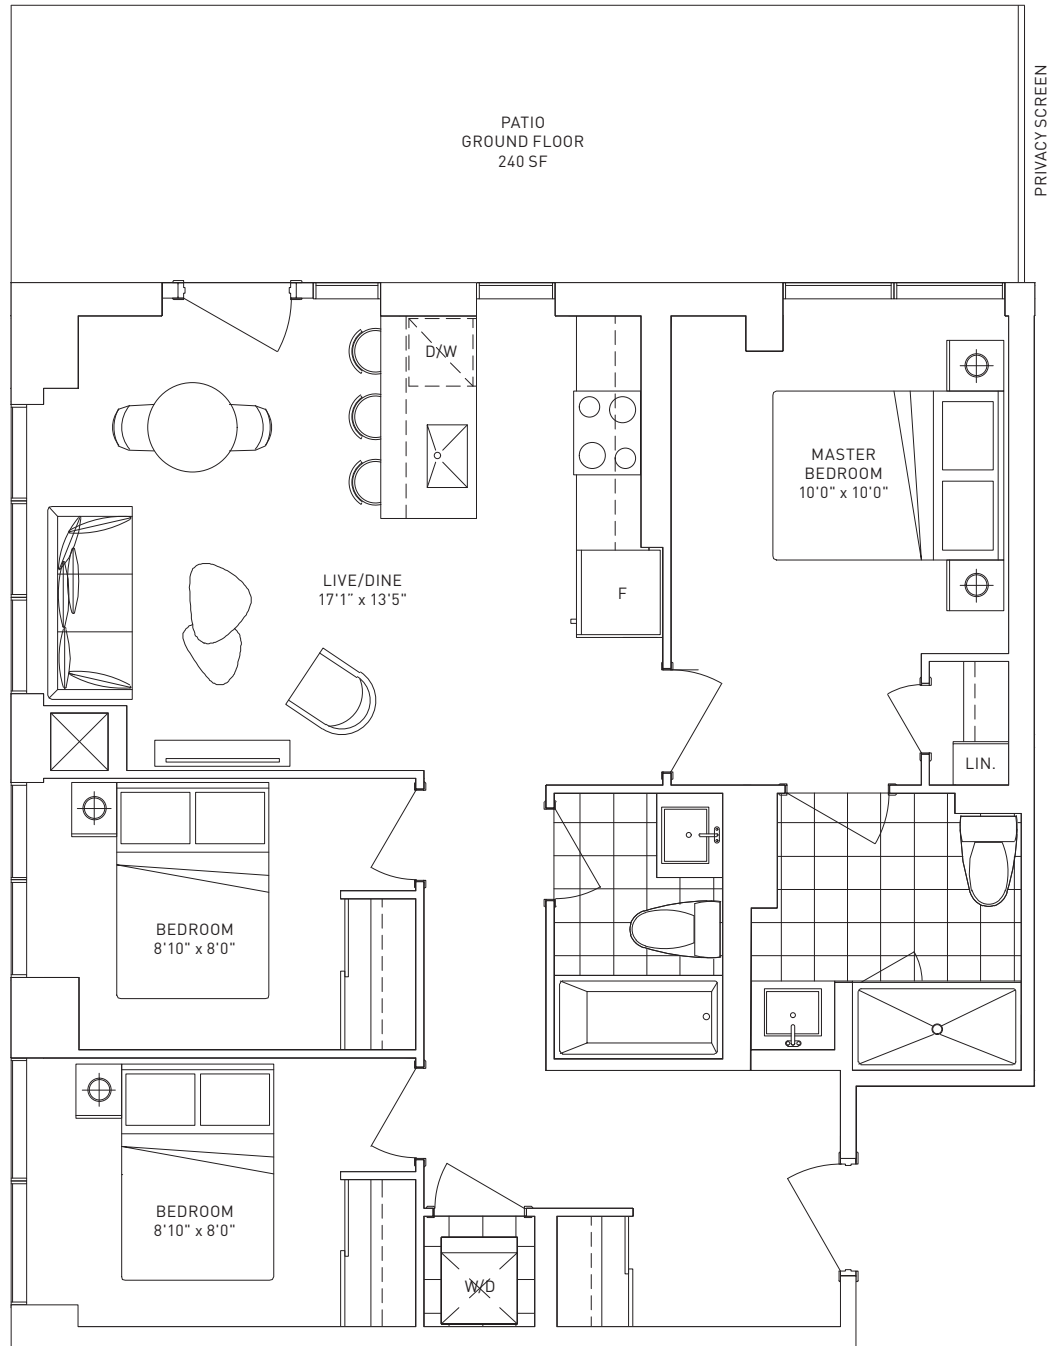 PATIO
GROUND FLOOR
240 SF
PRIVACY SCREEN
D/W
MASTER
BEDROOM
10'0" x 10'0"
LIVE/DINE
17'1" x 13'5"
F
LIN.
BEDROOM
8'10" x 8'0"
BEDROOM
8'10" x 8'0"
W/D